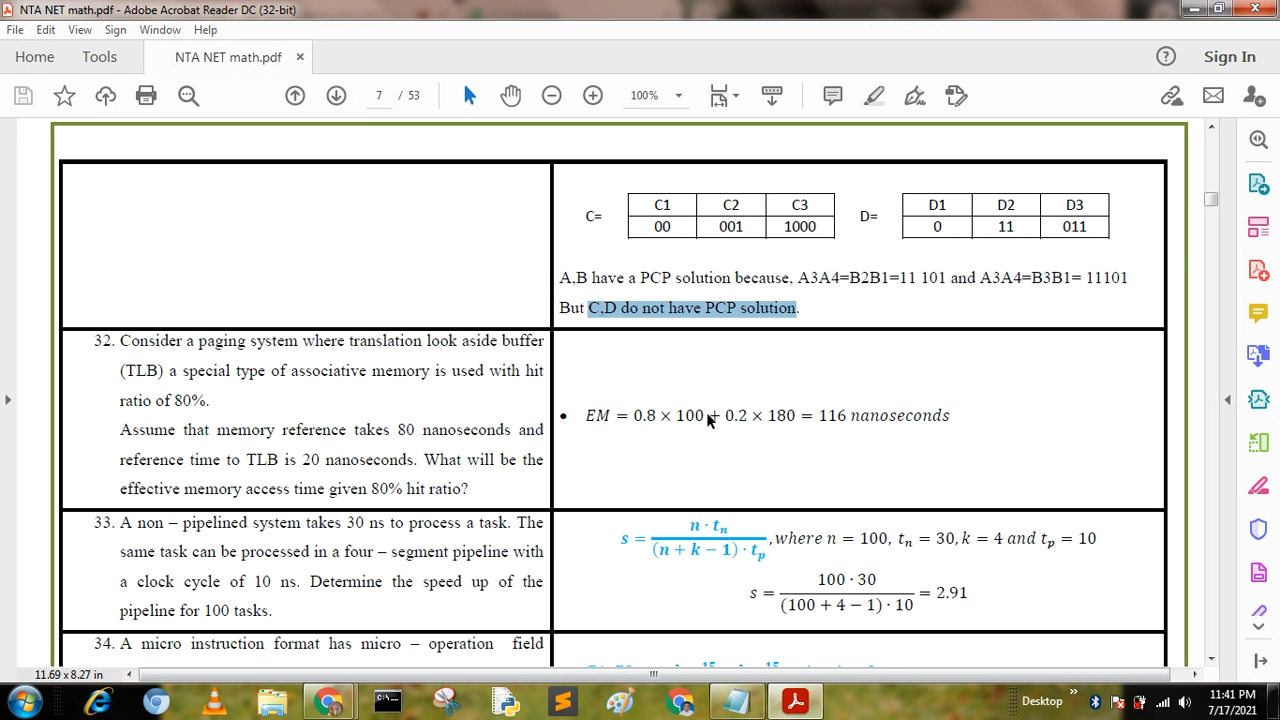 NTA NET math.pdf - Adobe Acrobat Reader DC (32-bit)
File Edit View Sign Window Help
Home Tools NTA NET math.pdf × Sign In
7 / 53 100%
C1 C2 C3 D1 D2 D3
C= D=
00 001 1000 0 11 011
A,B have a PCP solution because, A3A4=B2B1=11 101 and A3A4=B3B1= 11101
But C,D do not have PCP solution.
32. Consider a paging system where translation look aside buffer
(TLB) a special type of associative memory is used with hit
ratio of 80%.
Assume that memory reference takes 80 nanoseconds and
reference time to TLB is 20 nanoseconds. What will be the
effective memory access time given 80% hit ratio?
• EM = 0.8 × 100 + 0.2 × 180 = 116 nanoseconds
33. A non – pipelined system takes 30 ns to process a task. The
same task can be processed in a four – segment pipeline with
a clock cycle of 10 ns. Determine the speed up of the
pipeline for 100 tasks.
s = n · tn / (n + k − 1) · tp , where n = 100, tn = 30, k = 4 and tp = 10
s = 100 · 30 / (100 + 4 − 1) · 10 = 2.91
34. A micro instruction format has micro – operation field
11.69 x 8.27 in
Desktop
11:41 PM
7/17/2021